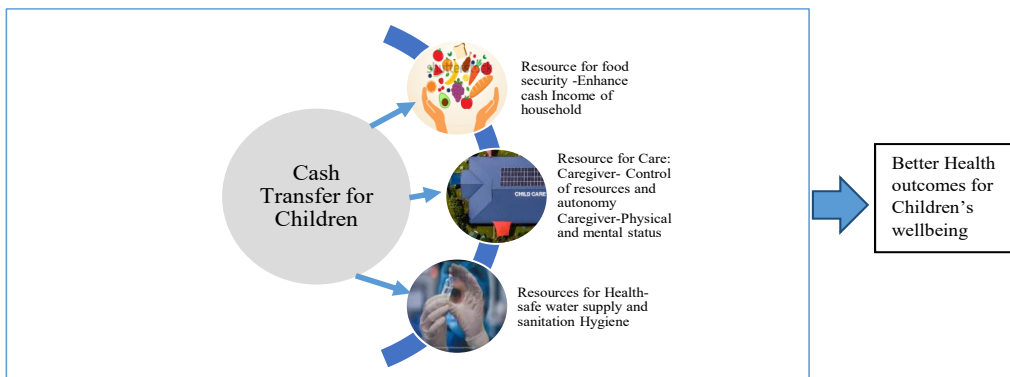 Cash
Transfer for
Children
Resource for food
security -Enhance
cash Income of
household
CHILD CARE
Resource for Care:
Caregiver- Control
of resources and
autonomy
Caregiver-Physical
and mental status
Resources for Health-
safe water supply and
sanitation Hygiene
Better Health
outcomes for
Children’s
wellbeing